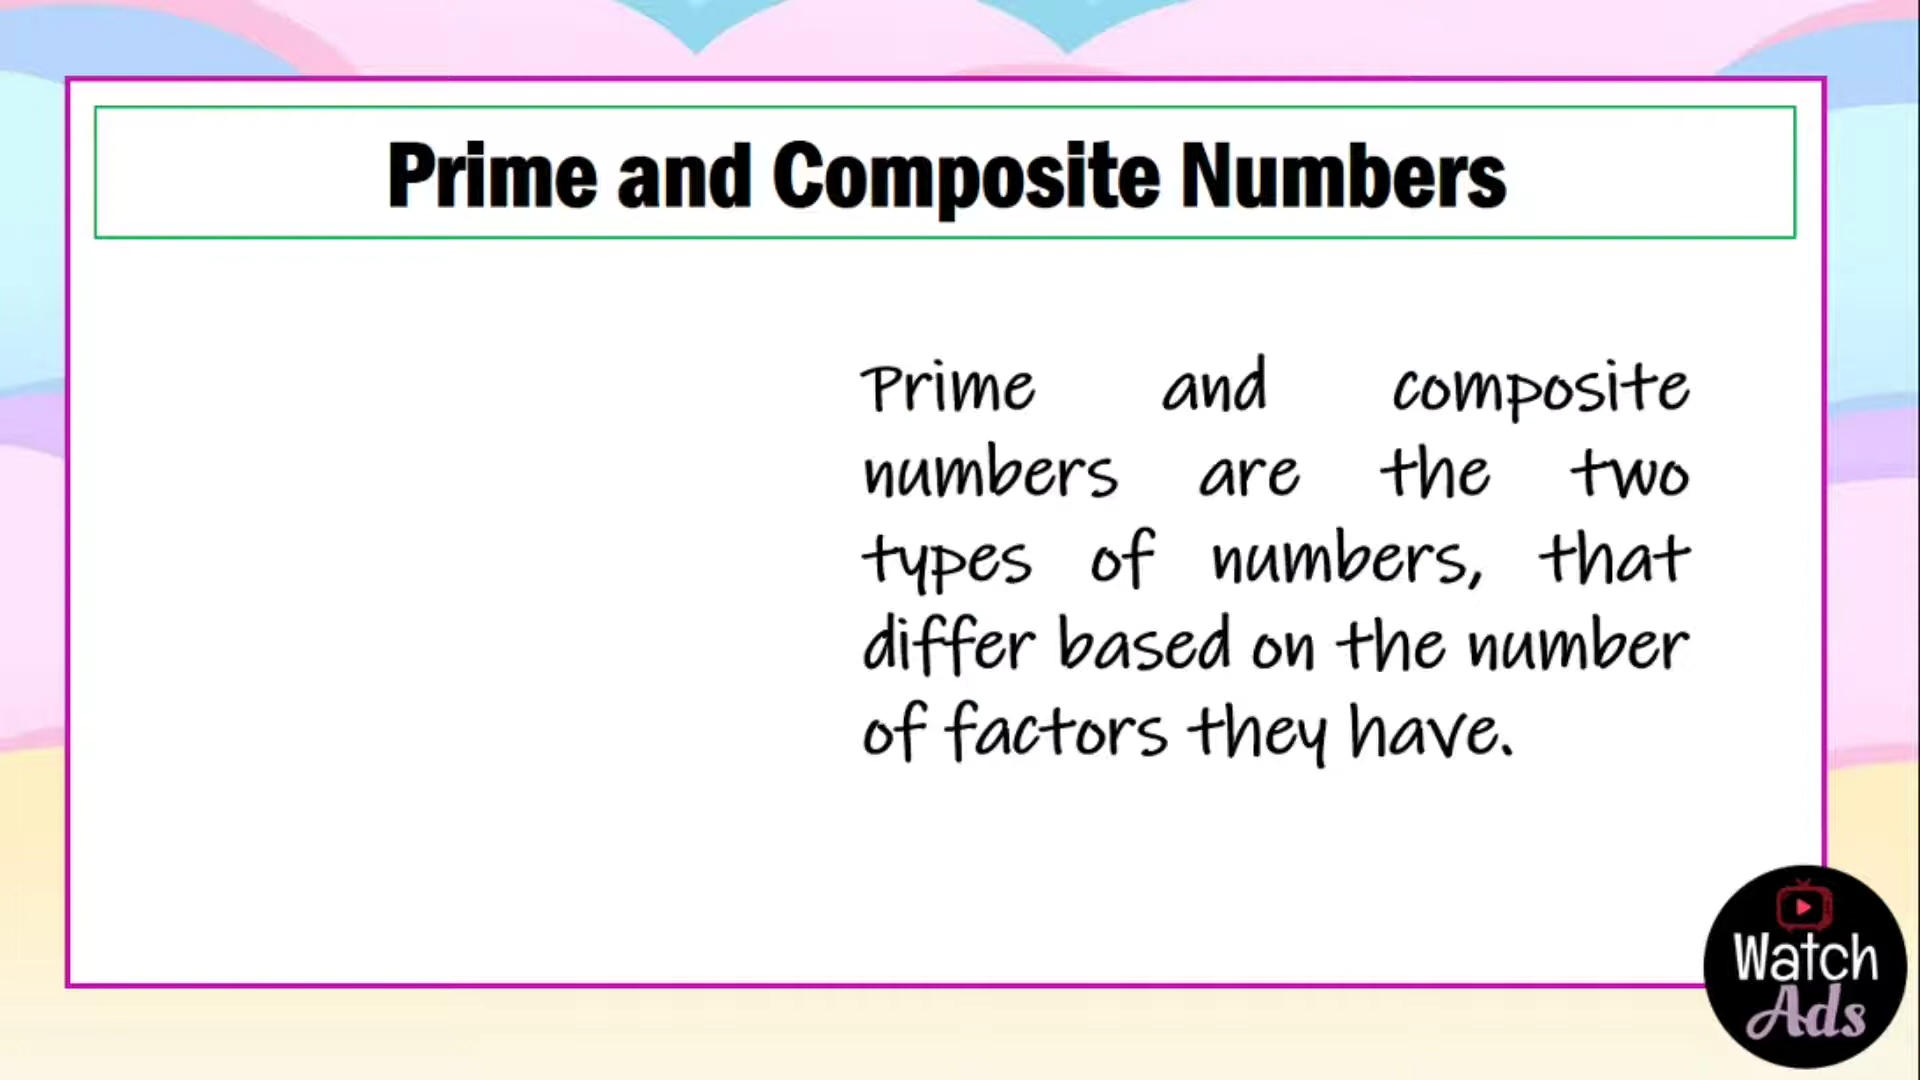 Prime and Composite Numbers
Prime and composite
numbers are the two
types of numbers, that
differ based on the number
of factors they have.
Watch
Ads